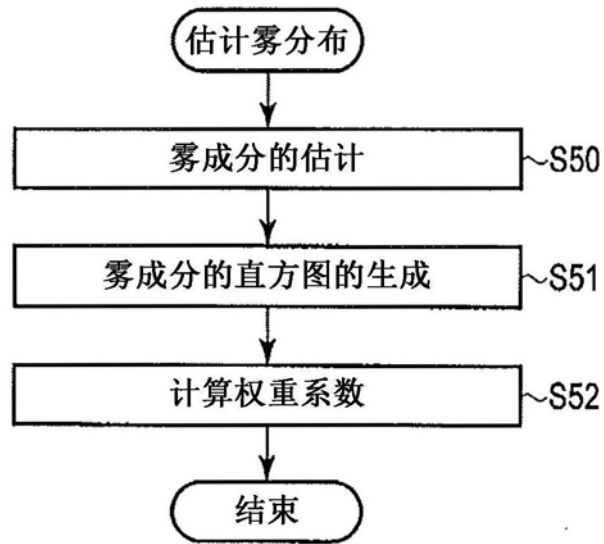 估计雾分布
雾成分的估计
S50
雾成分的直方图的生成
S51
计算权重系数
S52
结束